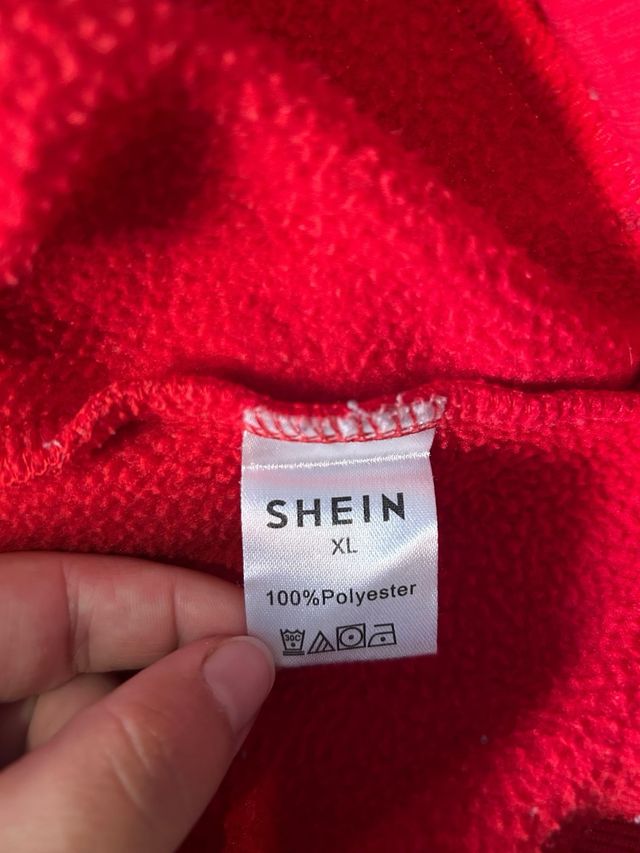 SHEIN
XL
100%Polyester
30C